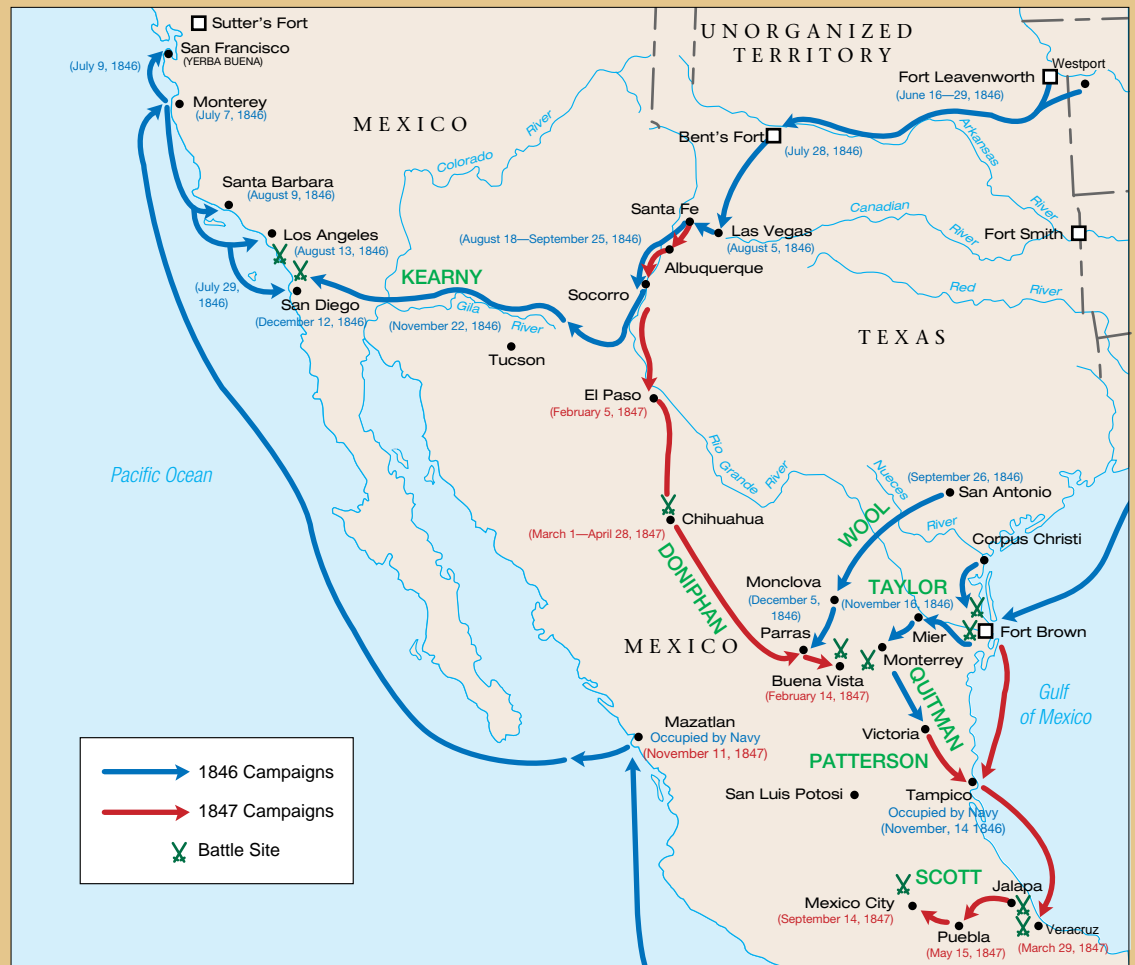 Sutter's Fort
San Francisco
(YERBA BUENA)
(July 9, 1846)
Monterey
(July 7, 1846)
MEXICO
UNORGANIZED
TERRITORY
Westport
Fort Leavenworth
(June 16—29, 1846)
Bent's Fort
(July 28, 1846)
Colorado
River
Arkansas
River
Santa Barbara
(August 9, 1846)
Los Angeles
(August 13, 1846)
(July 29,
1846)
San Diego
(December 12, 1846)
KEARNY
Santa Fe
(August 18—September 25, 1846)
Las Vegas
(August 5, 1846)
Albuquerque
Socorro
Canadian
River
Fort Smith
Red
River
Gila
River
(November 22, 1846)
Tucson
TEXAS
El Paso
(February 5, 1847)
Rio
Grande
River
Pacific Ocean
Nueces
River
(September 26, 1846)
San Antonio
WOOL
Corpus Christi
Chihuahua
(March 1—April 28, 1847)
DONIPHAN
Monclova
(December 5,
1846)
TAYLOR
(November 16, 1846)
Parras
MEXICO
Mier
Fort Brown
Monterrey
Buena Vista
(February 14, 1847)
QUITMAN
Gulf
of Mexico
Mazatlan
Occupied by Navy
(November 11, 1847)
Victoria
PATTERSON
San Luis Potosi
Tampico
Occupied by Navy
(November, 14 1846)
SCOTT
Jalapa
Mexico City
(September 14, 1847)
Puebla
(May 15, 1847)
Veracruz
(March 29, 1847)
1846 Campaigns
1847 Campaigns
Battle Site